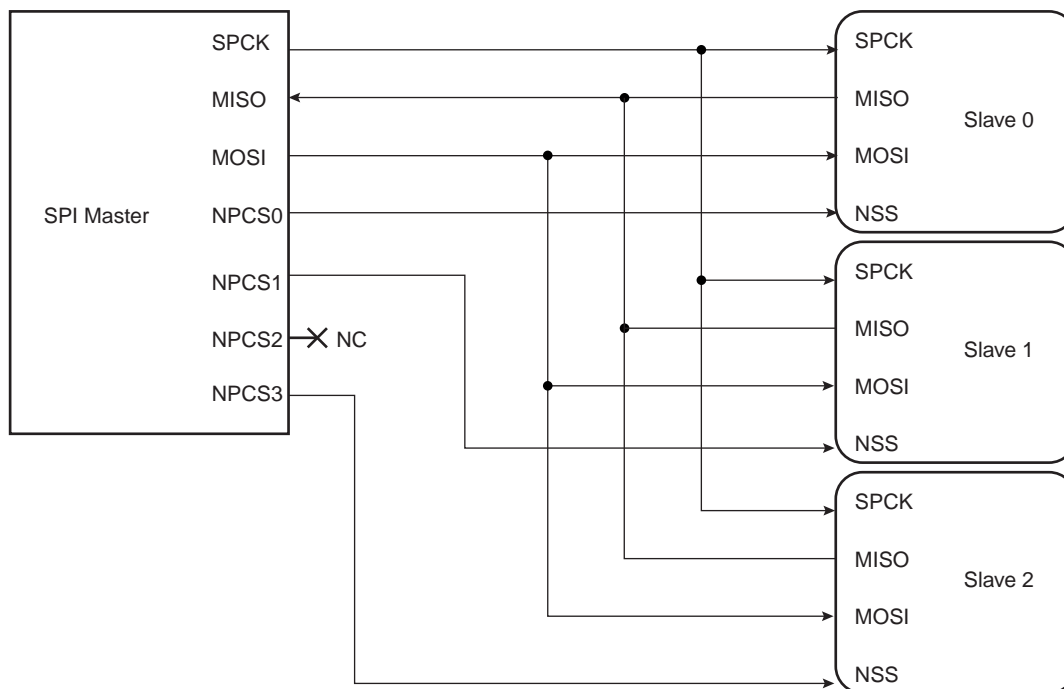 SPI Master
SPCK
MISO
MOSI
NPCS0
NPCS1
NPCS2
NC
NPCS3
SPCK
MISO
Slave 0
MOSI
NSS
SPCK
MISO
Slave 1
MOSI
NSS
SPCK
MISO
Slave 2
MOSI
NSS